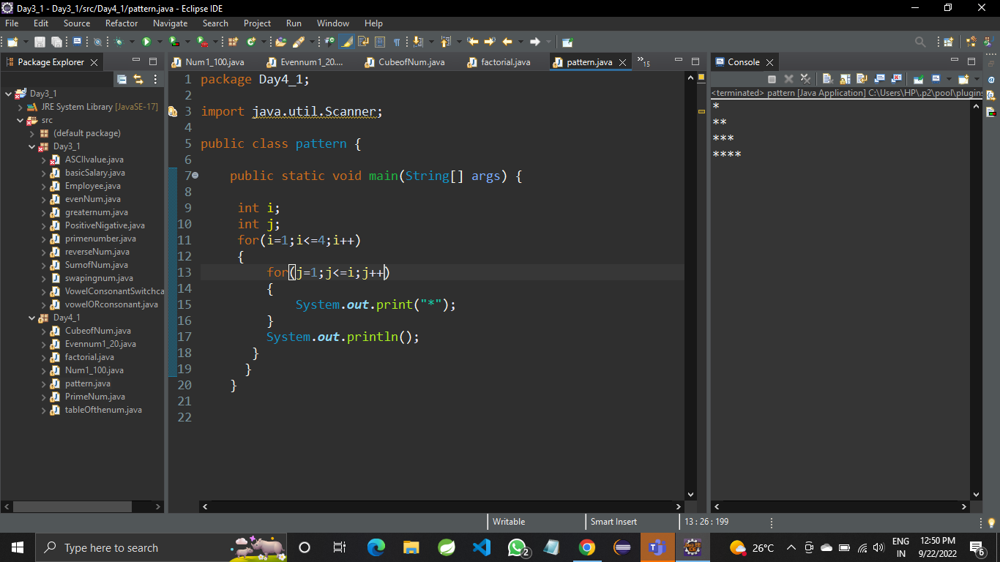 Day3_1 - Day3_1/src/Day4_1/pattern.java - Eclipse IDE
File Edit Source Refactor Navigate Search Project Run Window Help
Package Explorer
Day3_1
JRE System Library [JavaSE-17]
src
(default package)
Day3_1
ASCIIvalue.java
basicSalary.java
Employee.java
evenNum.java
greaternum.java
PositiveNigative.java
primenumber.java
reverseNum.java
SumofNum.java
swapingnum.java
VowelConsonantSwitchca
vowelORconsonant.java
Day4_1
CubeofNum.java
Evennum1_20.java
factorial.java
Num1_100.java
pattern.java
PrimeNum.java
tableOfthenum.java
Num1_100.java Evennum1_20.... CubeofNum.java factorial.java pattern.java »15
1 package Day4_1;
2
3 import java.util.Scanner;
4
5 public class pattern {
6
7 public static void main(String[] args) {
8
9 int i;
10 int j;
11 for(i=1;i<=4;i++)
12 {
13 for(j=1;j<=i;j++)
14 {
15 System.out.print("*");
16 }
17 System.out.println();
18 }
19 }
20 }
21
22
Console
<terminated> pattern [Java Application] C:\Users\HP\.p2\pool\plugins
*
**
***
****
Writable Smart Insert 13 : 26 : 199
Type here to search
2
26°C
ENG
IN
12:50 PM
9/22/2022
6